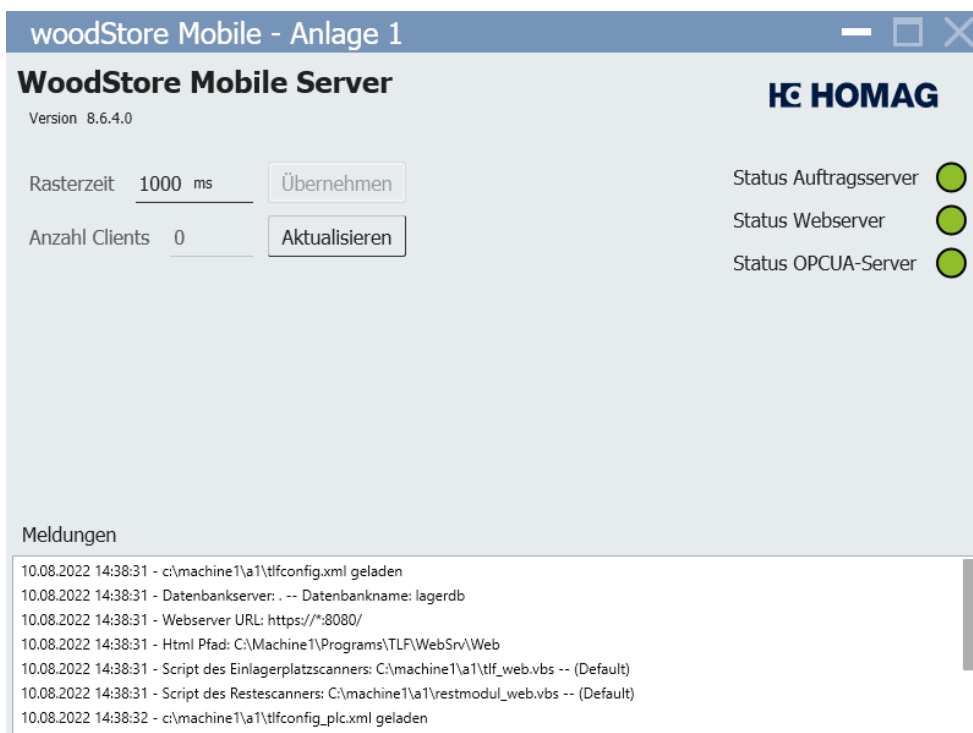 woodStore Mobile - Anlage 1
WoodStore Mobile Server
HOMAG
Version 8.6.4.0
Rasterzeit 1000 ms Übernehmen
Status Auftragsserver
Anzahl Clients 0 Aktualisieren
Status Webserver
Status OPCUA-Server
Meldungen
10.08.2022 14:38:31 - c:\machine1\a1\tlfconfig.xml geladen
10.08.2022 14:38:31 - Datenbankserver: . -- Datenbankname: lagerdb
10.08.2022 14:38:31 - Webserver URL: https://*:8080/
10.08.2022 14:38:31 - Html Pfad: C:\Machine1\Programs\TLF\WebSrv\Web
10.08.2022 14:38:31 - Script des Einlagerplatzscanners: C:\machine1\a1\tlf_web.vbs -- (Default)
10.08.2022 14:38:31 - Script des Restescanners: C:\machine1\a1\restmodul_web.vbs -- (Default)
10.08.2022 14:38:32 - c:\machine1\a1\tlfconfig_plc.xml geladen